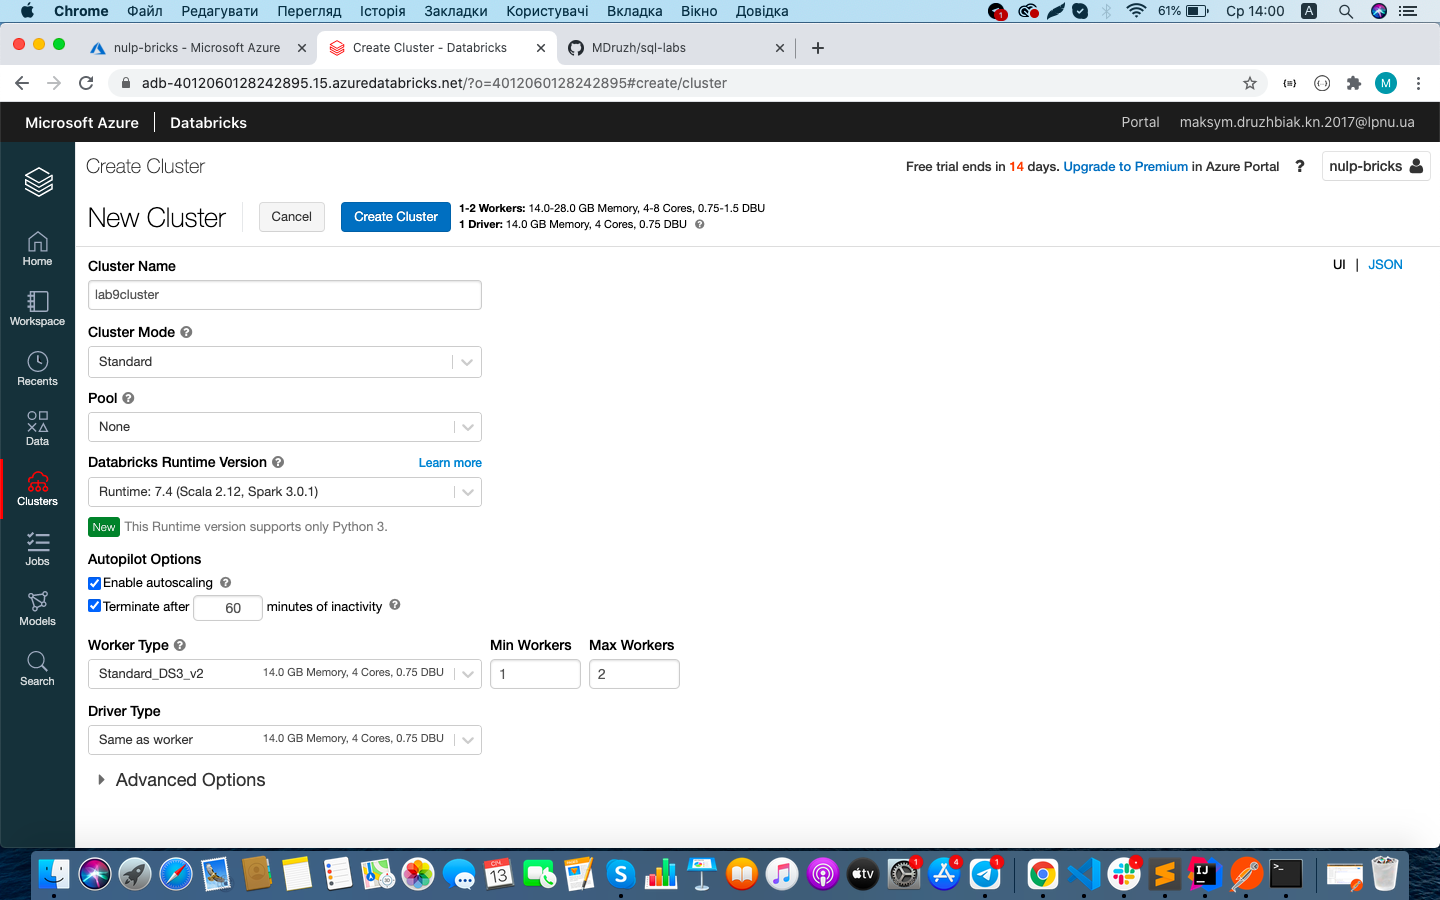 Chrome Файл Редагувати Перегляд Історія Закладки Користувачі Вкладка Вікно Довідка 1 61% Ср 14:00 A
nulp-bricks - Microsoft Azure Create Cluster - Databricks MDruzh/sql-labs
adb-4012060128242895.15.azuredatabricks.net/?o=4012060128242895#create/cluster M
Microsoft Azure Databricks Portal maksym.druzhbiak.kn.2017@lpnu.ua
Create Cluster Free trial ends in 14 days. Upgrade to Premium in Azure Portal ? nulp-bricks
New Cluster Cancel Create Cluster
1-2 Workers: 14.0-28.0 GB Memory, 4-8 Cores, 0.75-1.5 DBU
1 Driver: 14.0 GB Memory, 4 Cores, 0.75 DBU ?
Home
Workspace
Recents
Data
Clusters
Jobs
Models
Search
UI | JSON
Cluster Name
lab9cluster
Cluster Mode ?
Standard
Pool ?
None
Databricks Runtime Version ? Learn more
Runtime: 7.4 (Scala 2.12, Spark 3.0.1)
New This Runtime version supports only Python 3.
Autopilot Options
Enable autoscaling ?
Terminate after 60 minutes of inactivity ?
Worker Type ? Min Workers Max Workers
Standard_DS3_v2 14.0 GB Memory, 4 Cores, 0.75 DBU 1 2
Driver Type
Same as worker 14.0 GB Memory, 4 Cores, 0.75 DBU
Advanced Options
13 tv 1 4 1 IJ